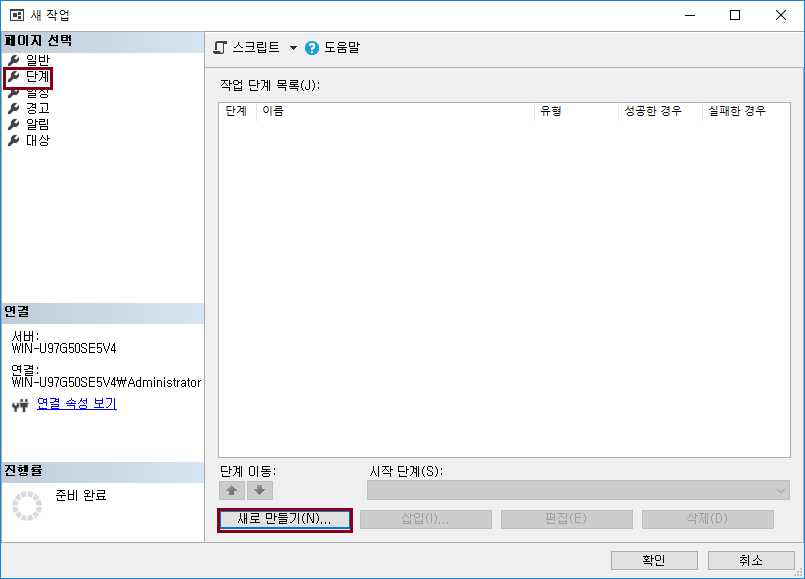 새 작업
페이지 선택
일반
단계
일정
경고
알림
대상
스크립트 도움말
작업 단계 목록(J):
단계 이름 유형 성공한 경우 실패한 경우
연결
서버:
WIN-U97G50SE5V4
연결:
WIN-U97G50SE5V4₩Administrator
연결 속성 보기
진행률
준비 완료
단계 이동: 시작 단계(S):
새로 만들기(N)... 삽입(I)... 편집(E) 삭제(D)
확인 취소